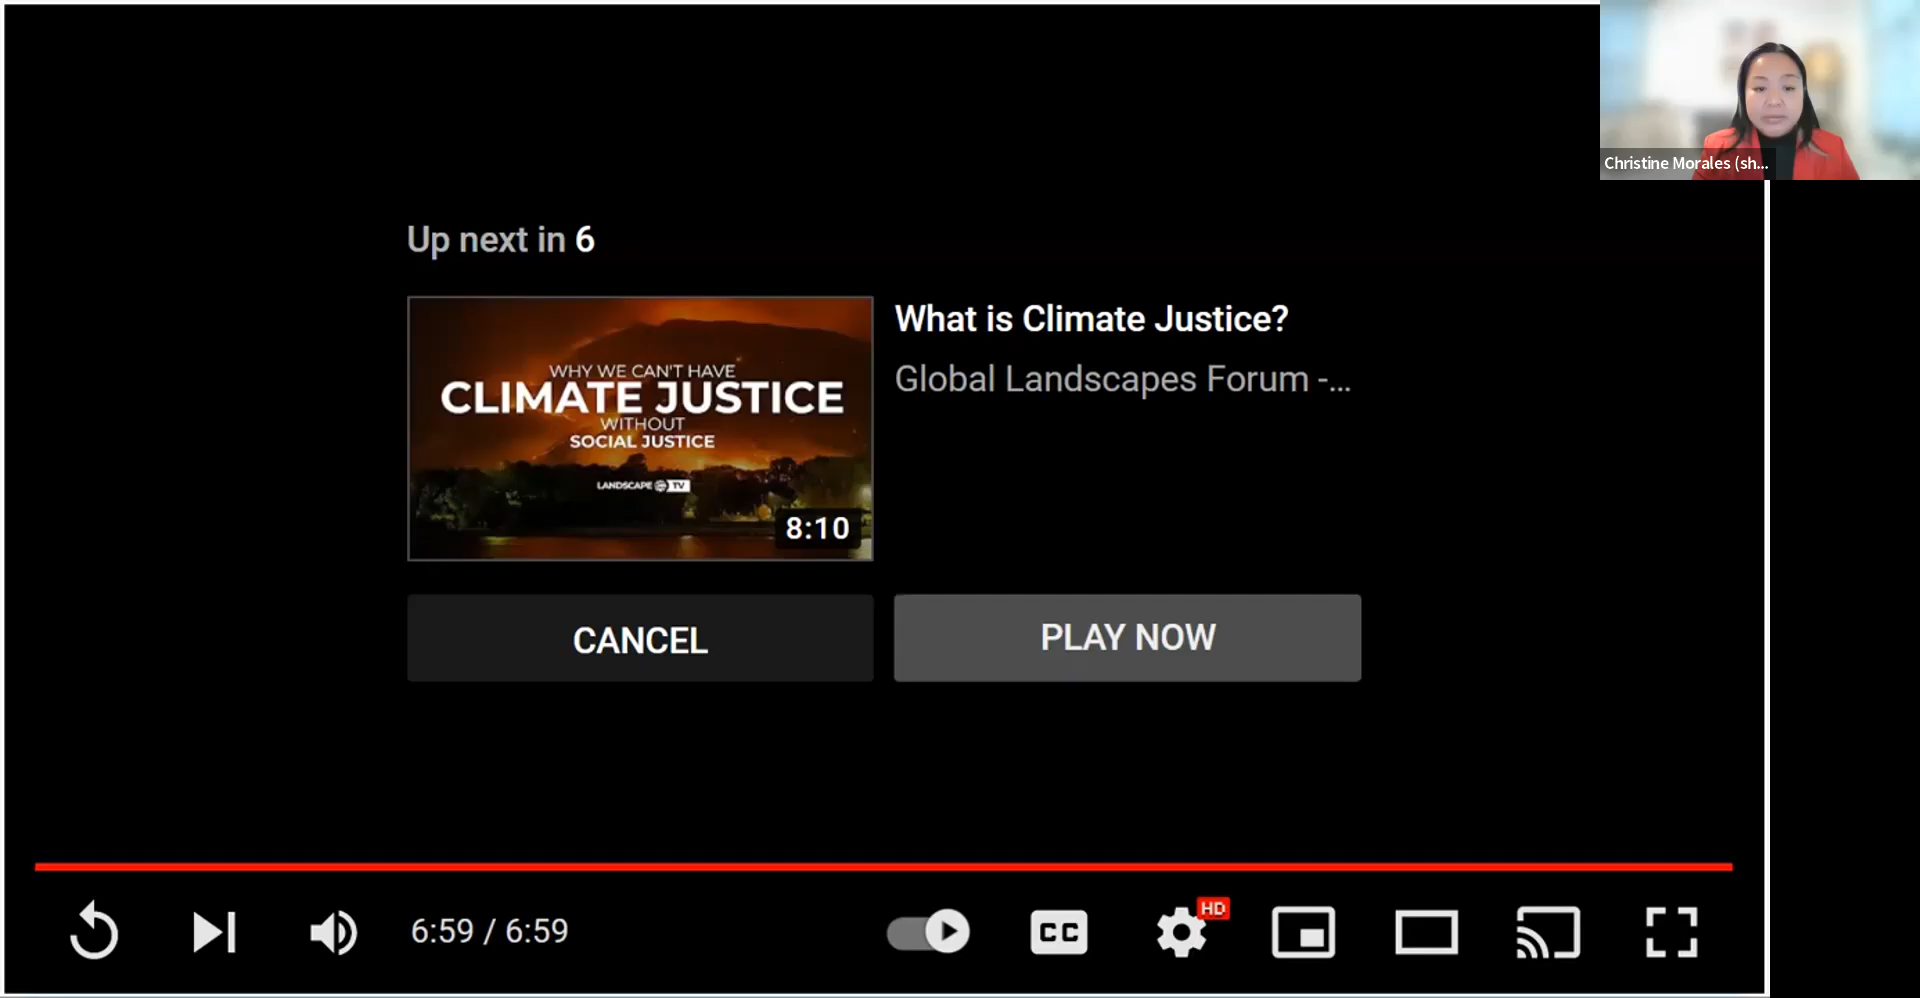 Christine Morales (sh...
Up next in 6
WHY WE CAN'T HAVE
CLIMATE JUSTICE
WITHOUT
SOCIAL JUSTICE
LANDSCAPE TV
8:10
What is Climate Justice?
Global Landscapes Forum -...
CANCEL
PLAY NOW
6:59 / 6:59
CC
HD